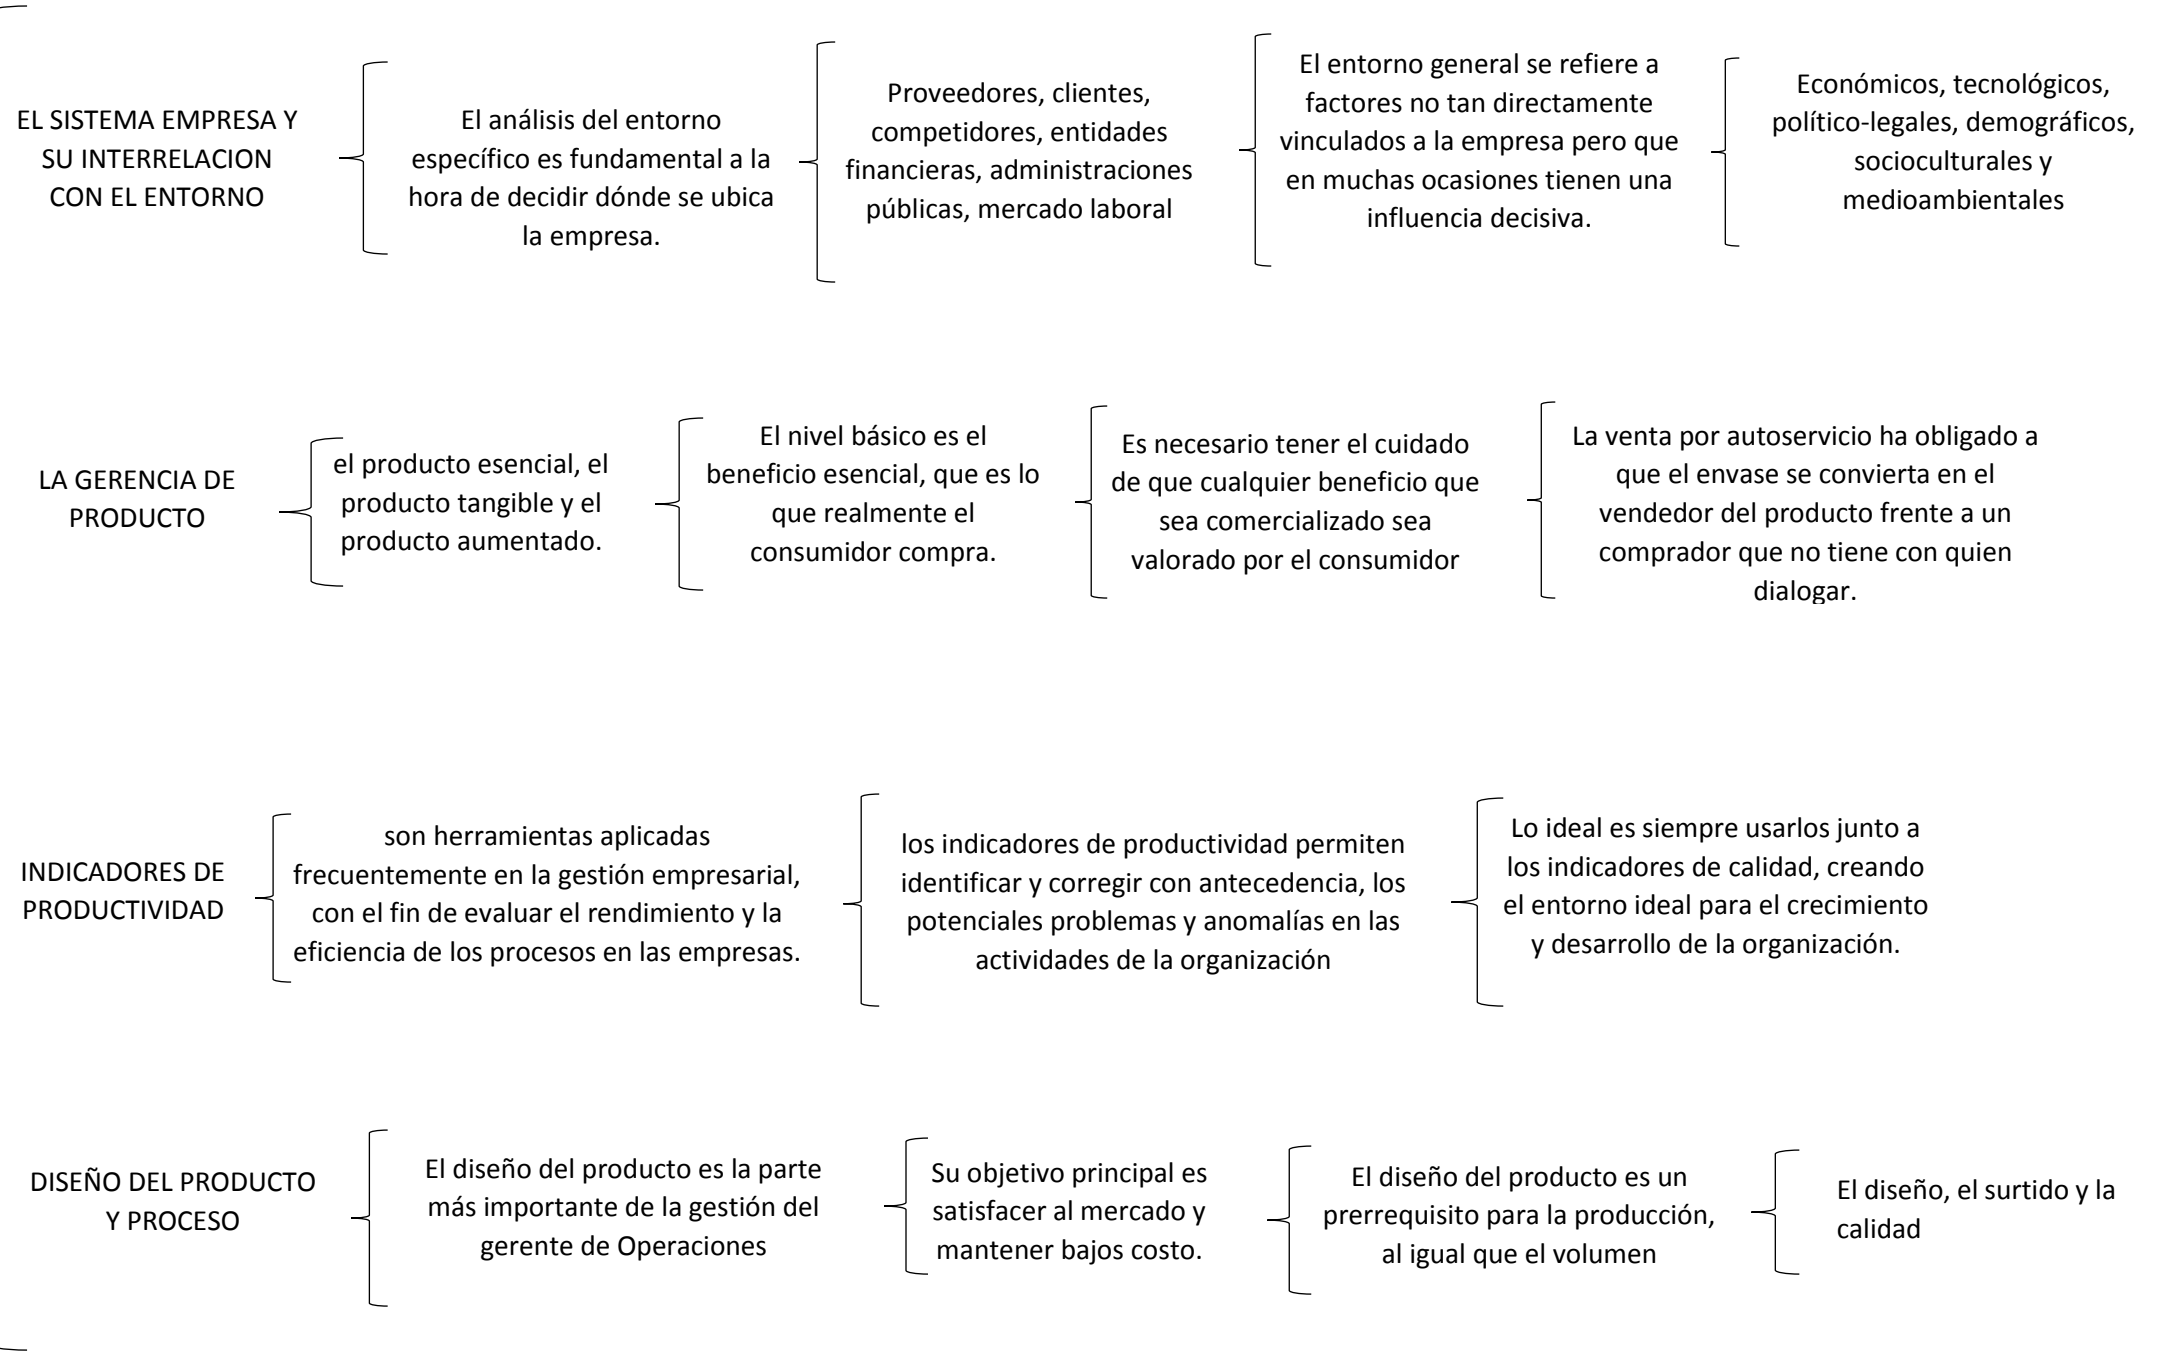 EL SISTEMA EMPRESA Y
SU INTERRELACION
CON EL ENTORNO
El análisis del entorno
específico es fundamental a la
hora de decidir dónde se ubica
la empresa.
Proveedores, clientes,
competidores, entidades
financieras, administraciones
públicas, mercado laboral
El entorno general se refiere a
factores no tan directamente
vinculados a la empresa pero que
en muchas ocasiones tienen una
influencia decisiva.
Económicos, tecnológicos,
político-legales, demográficos,
socioculturales y
medioambientales
LA GERENCIA DE
PRODUCTO
el producto esencial, el
producto tangible y el
producto aumentado.
El nivel básico es el
beneficio esencial, que es lo
que realmente el
consumidor compra.
Es necesario tener el cuidado
de que cualquier beneficio que
sea comercializado sea
valorado por el consumidor
La venta por autoservicio ha obligado a
que el envase se convierta en el
vendedor del producto frente a un
comprador que no tiene con quien
dialogar.
INDICADORES DE
PRODUCTIVIDAD
son herramientas aplicadas
frecuentemente en la gestión empresarial,
con el fin de evaluar el rendimiento y la
eficiencia de los procesos en las empresas.
los indicadores de productividad permiten
identificar y corregir con antecedencia, los
potenciales problemas y anomalías en las
actividades de la organización
Lo ideal es siempre usarlos junto a
los indicadores de calidad, creando
el entorno ideal para el crecimiento
y desarrollo de la organización.
DISEÑO DEL PRODUCTO
Y PROCESO
El diseño del producto es la parte
más importante de la gestión del
gerente de Operaciones
Su objetivo principal es
satisfacer al mercado y
mantener bajos costo.
El diseño del producto es un
prerrequisito para la producción,
al igual que el volumen
El diseño, el surtido y la
calidad